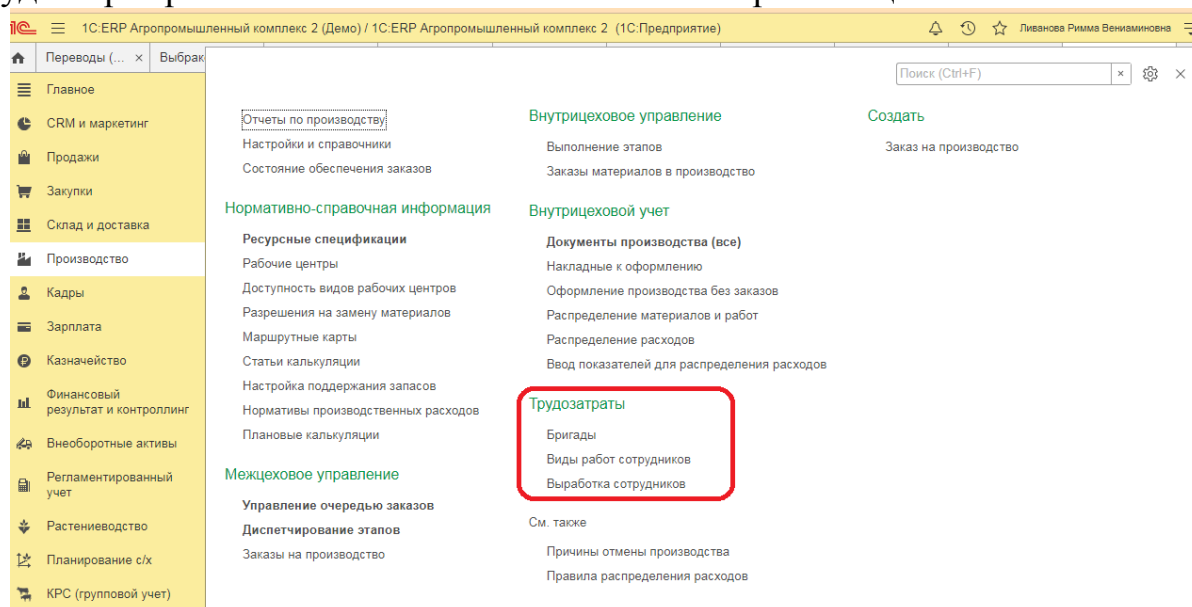 1С:ERP Агропромышленный комплекс 2 (Демо) / 1С:ERP Агропромышленный комплекс 2 (1С:Предприятие)
Ливанова Римма Вениаминовна
Переводы (... ×
Выбрак
Поиск (Ctrl+F)
Главное
CRM и маркетинг
Продажи
Закупки
Склад и доставка
Производство
Кадры
Зарплата
Казначейство
Финансовый
результат и контроллинг
Внеоборотные активы
Регламентированный
учет
Растениеводство
Планирование с/х
КРС (групповой учет)
Отчеты по производству
Настройки и справочники
Состояние обеспечения заказов
Нормативно-справочная информация
Ресурсные спецификации
Рабочие центры
Доступность видов рабочих центров
Разрешения на замену материалов
Маршрутные карты
Статьи калькуляции
Настройка поддержания запасов
Нормативы производственных расходов
Плановые калькуляции
Межцеховое управление
Управление очередью заказов
Диспетчирование этапов
Заказы на производство
Внутрицеховое управление
Выполнение этапов
Заказы материалов в производство
Внутрицеховой учет
Документы производства (все)
Накладные к оформлению
Оформление производства без заказов
Распределение материалов и работ
Распределение расходов
Ввод показателей для распределения расходов
Трудозатраты
Бригады
Виды работ сотрудников
Выработка сотрудников
См. также
Причины отмены производства
Правила распределения расходов
Создать
Заказ на производство